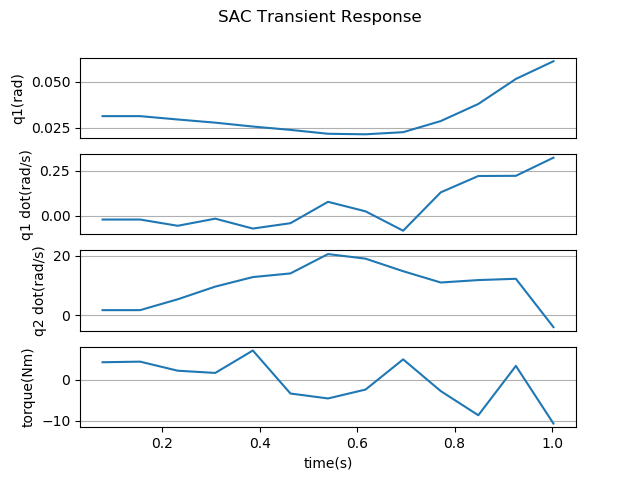 SAC Transient Response
q1(rad)
0.050
0.025
q1 dot(rad/s)
0.25
0.00
q2 dot(rad/s)
20
0
torque(Nm)
0
−10
0.2 0.4 0.6 0.8 1.0
time(s)